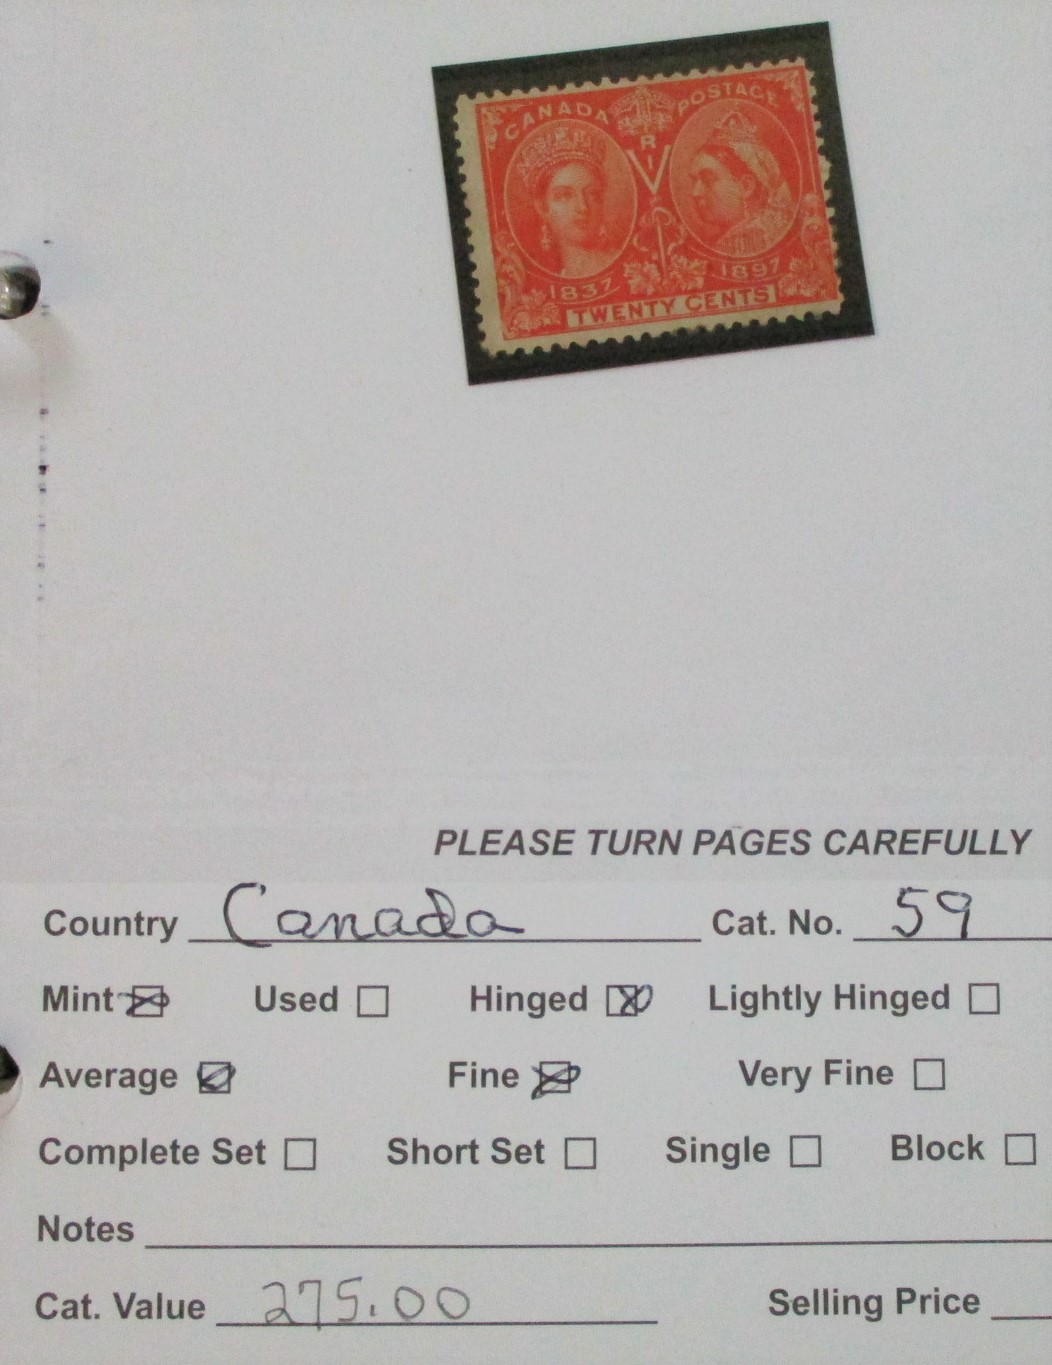 CANADA POSTAGE
V R I
1837 1897
TWENTY CENTS
PLEASE TURN PAGES CAREFULLY
Country Canada Cat. No. 59
Mint Used Hinged Lightly Hinged
Average Fine Very Fine
Complete Set Short Set Single Block
Notes
Cat. Value 275.00 Selling Price